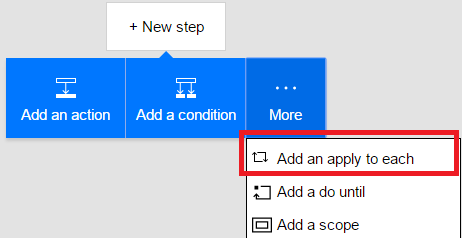 + New step
Add an action
Add a condition
More
Add an apply to each
Add a do until
Add a scope